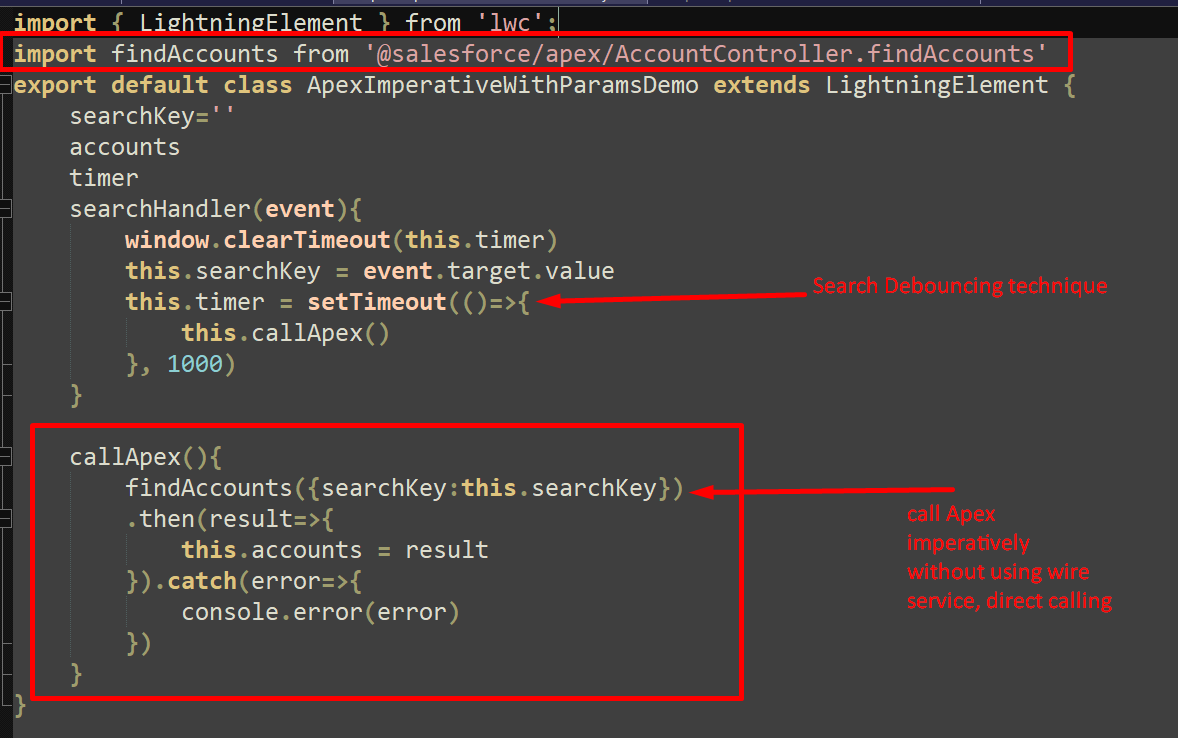 import { LightningElement } from 'lwc';
import findAccounts from '@salesforce/apex/AccountController.findAccounts'
export default class ApexImperativeWithParamsDemo extends LightningElement {
searchKey=''
accounts
timer
searchHandler(event){
window.clearTimeout(this.timer)
this.searchKey = event.target.value
this.timer = setTimeout(()=>{
Search Debouncing technique
this.callApex()
}, 1000)
}
callApex(){
findAccounts({searchKey:this.searchKey})
.then(result=>{
this.accounts = result
}).catch(error=>{
console.error(error)
})
}
}
call Apex
imperatively
without using wire
service, direct calling